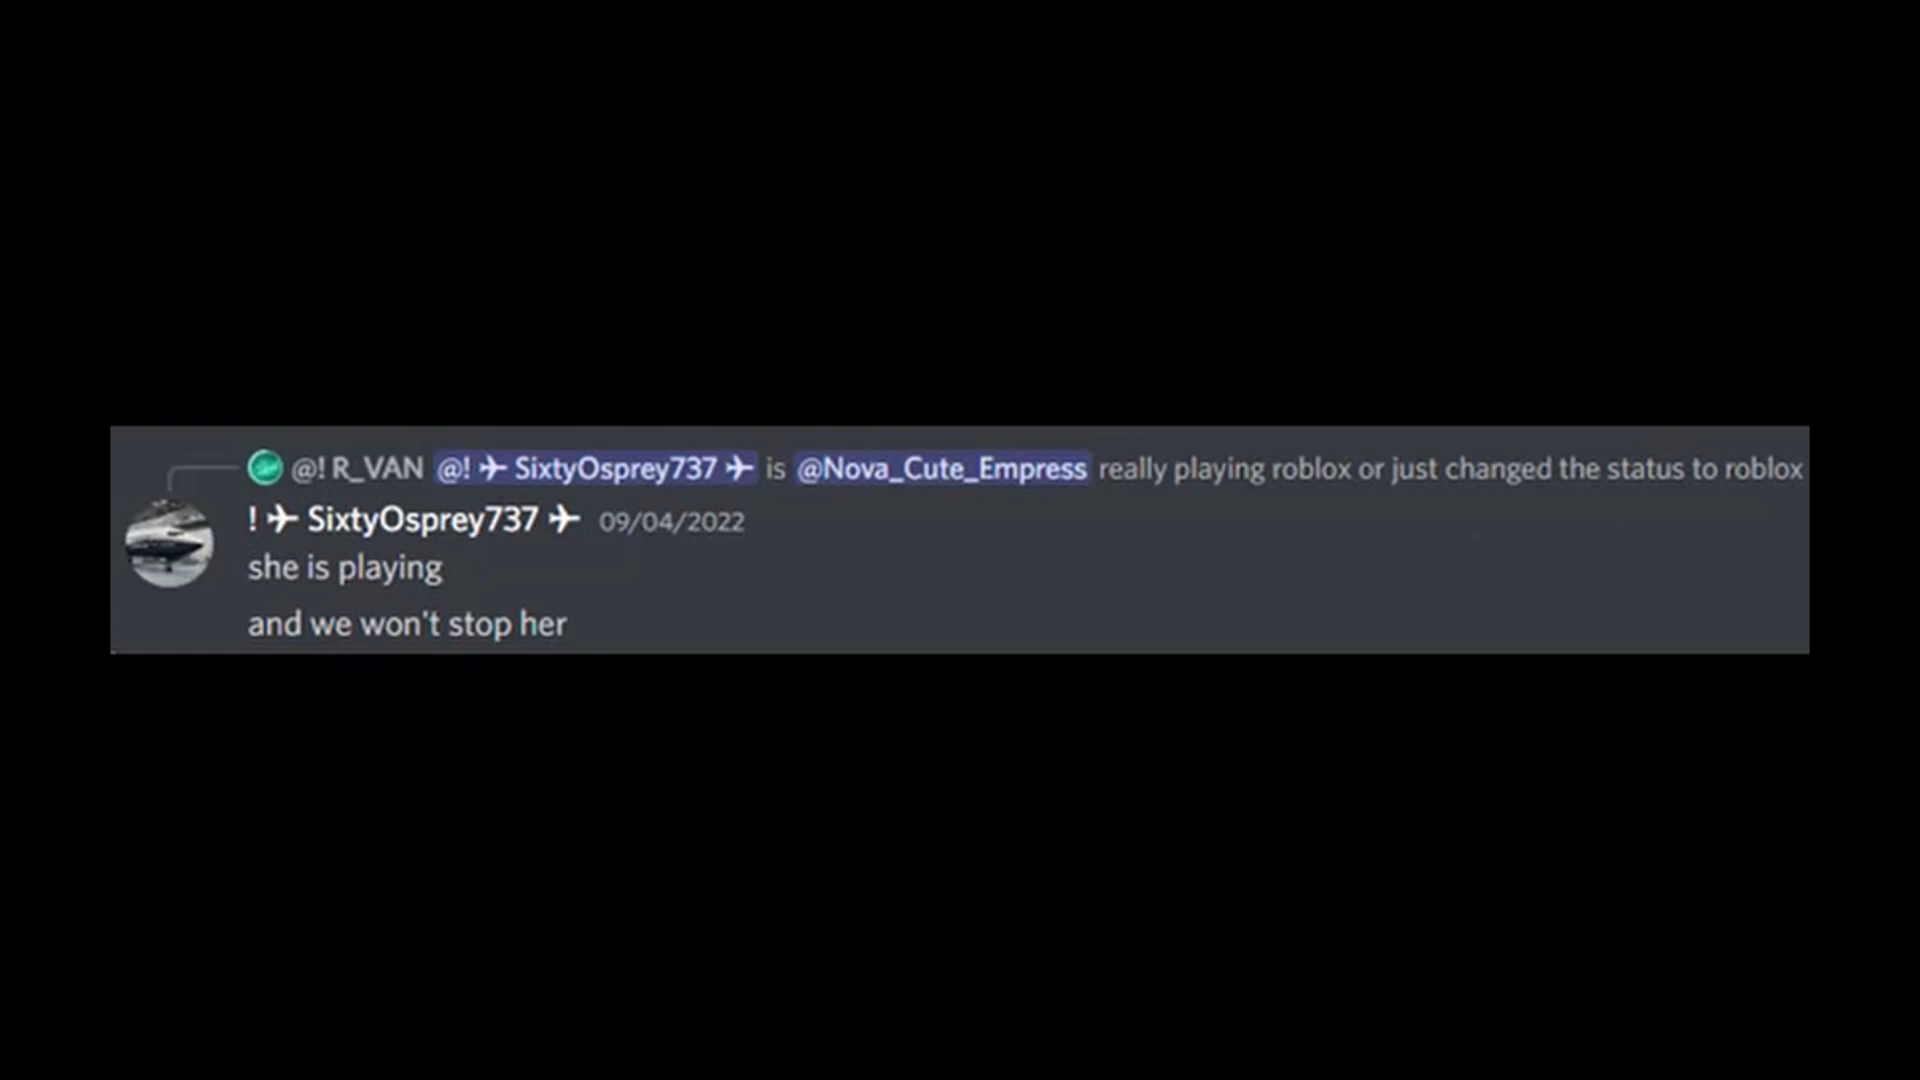 @! R_VAN @! ✈ SixtyOsprey737 ✈ is @Nova_Cute_Empress really playing roblox or just changed the status to roblox
! ✈ SixtyOsprey737 ✈ 09/04/2022
she is playing
and we won't stop her